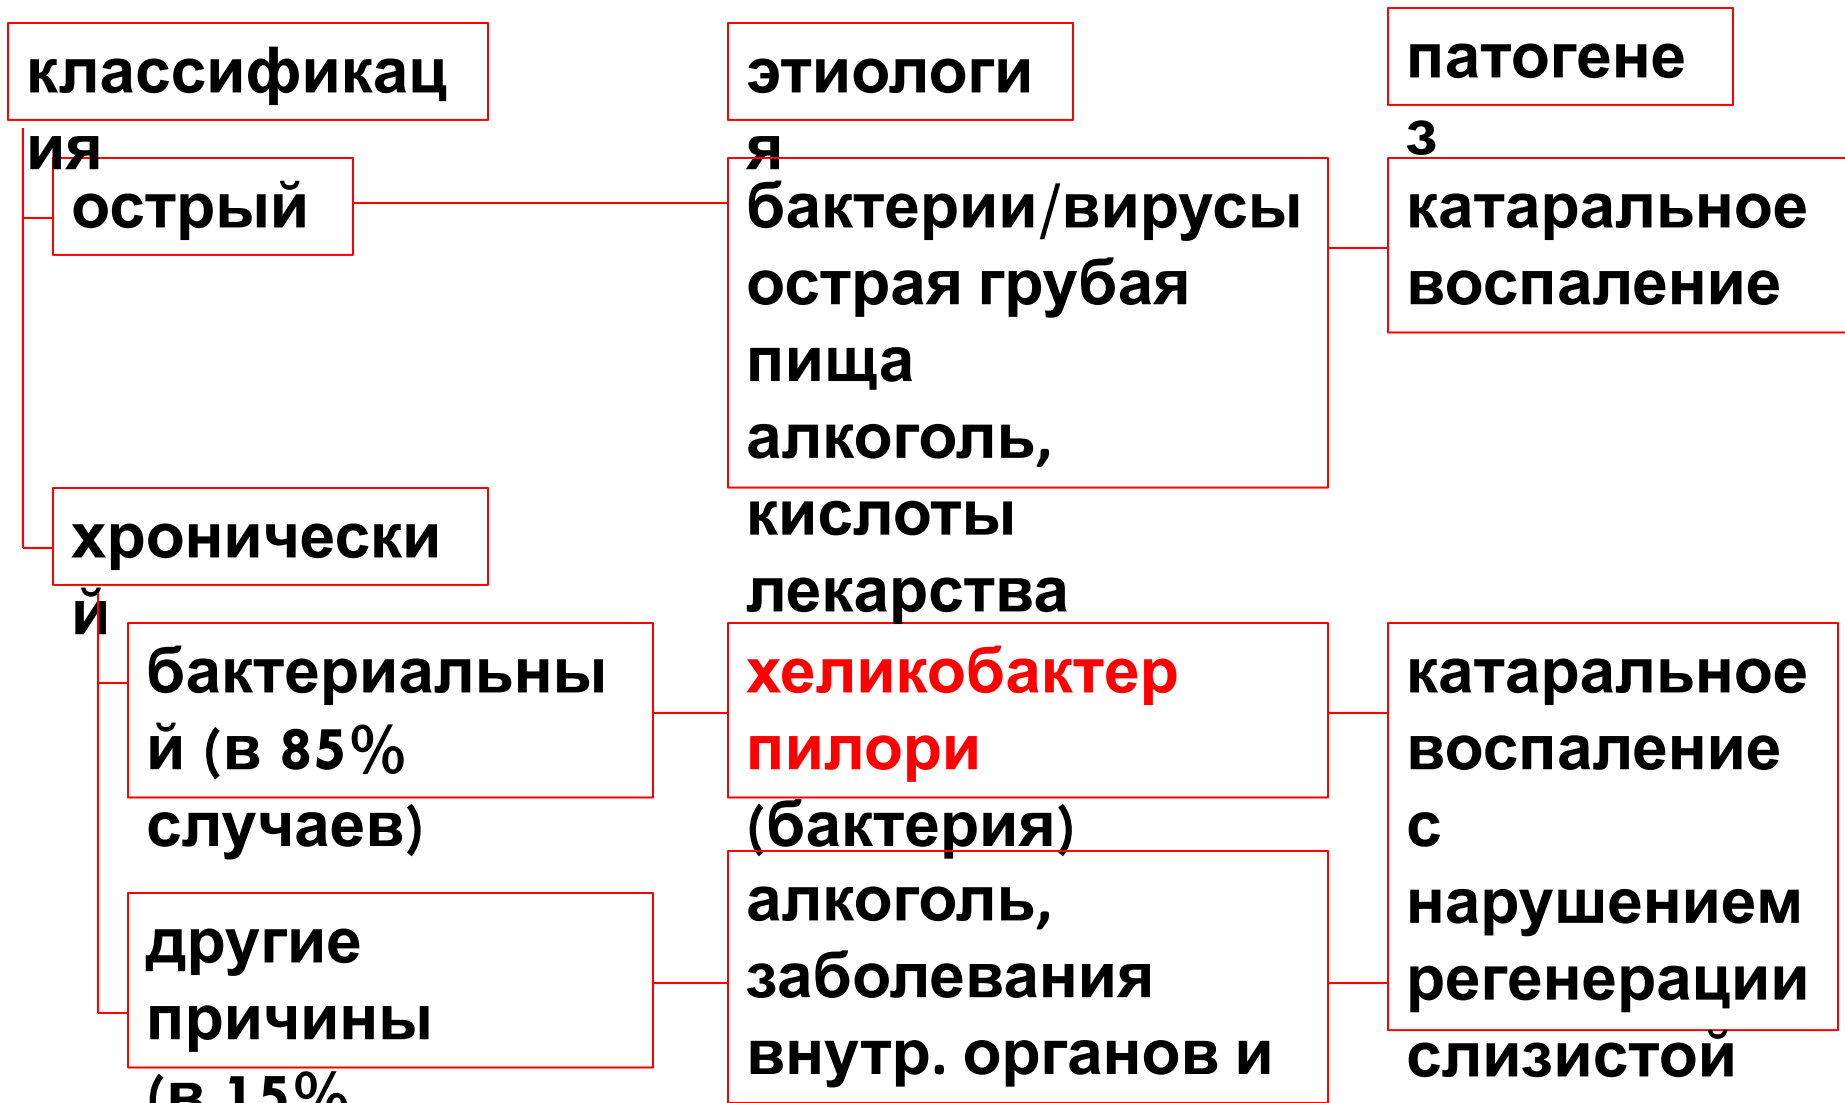 классификац
ия
этиологи
я
патогене
з
острый
бактерии/вирусы
острая грубая
пища
алкоголь,
кислоты
лекарства
катаральное
воспаление
хронически
й
бактериальны
й (в 85%
случаев)
хеликобактер
пилори
(бактерия)
катаральное
воспаление
с
нарушением
регенерации
слизистой
другие
причины
(в 15%
алкоголь,
заболевания
внутр. органов и